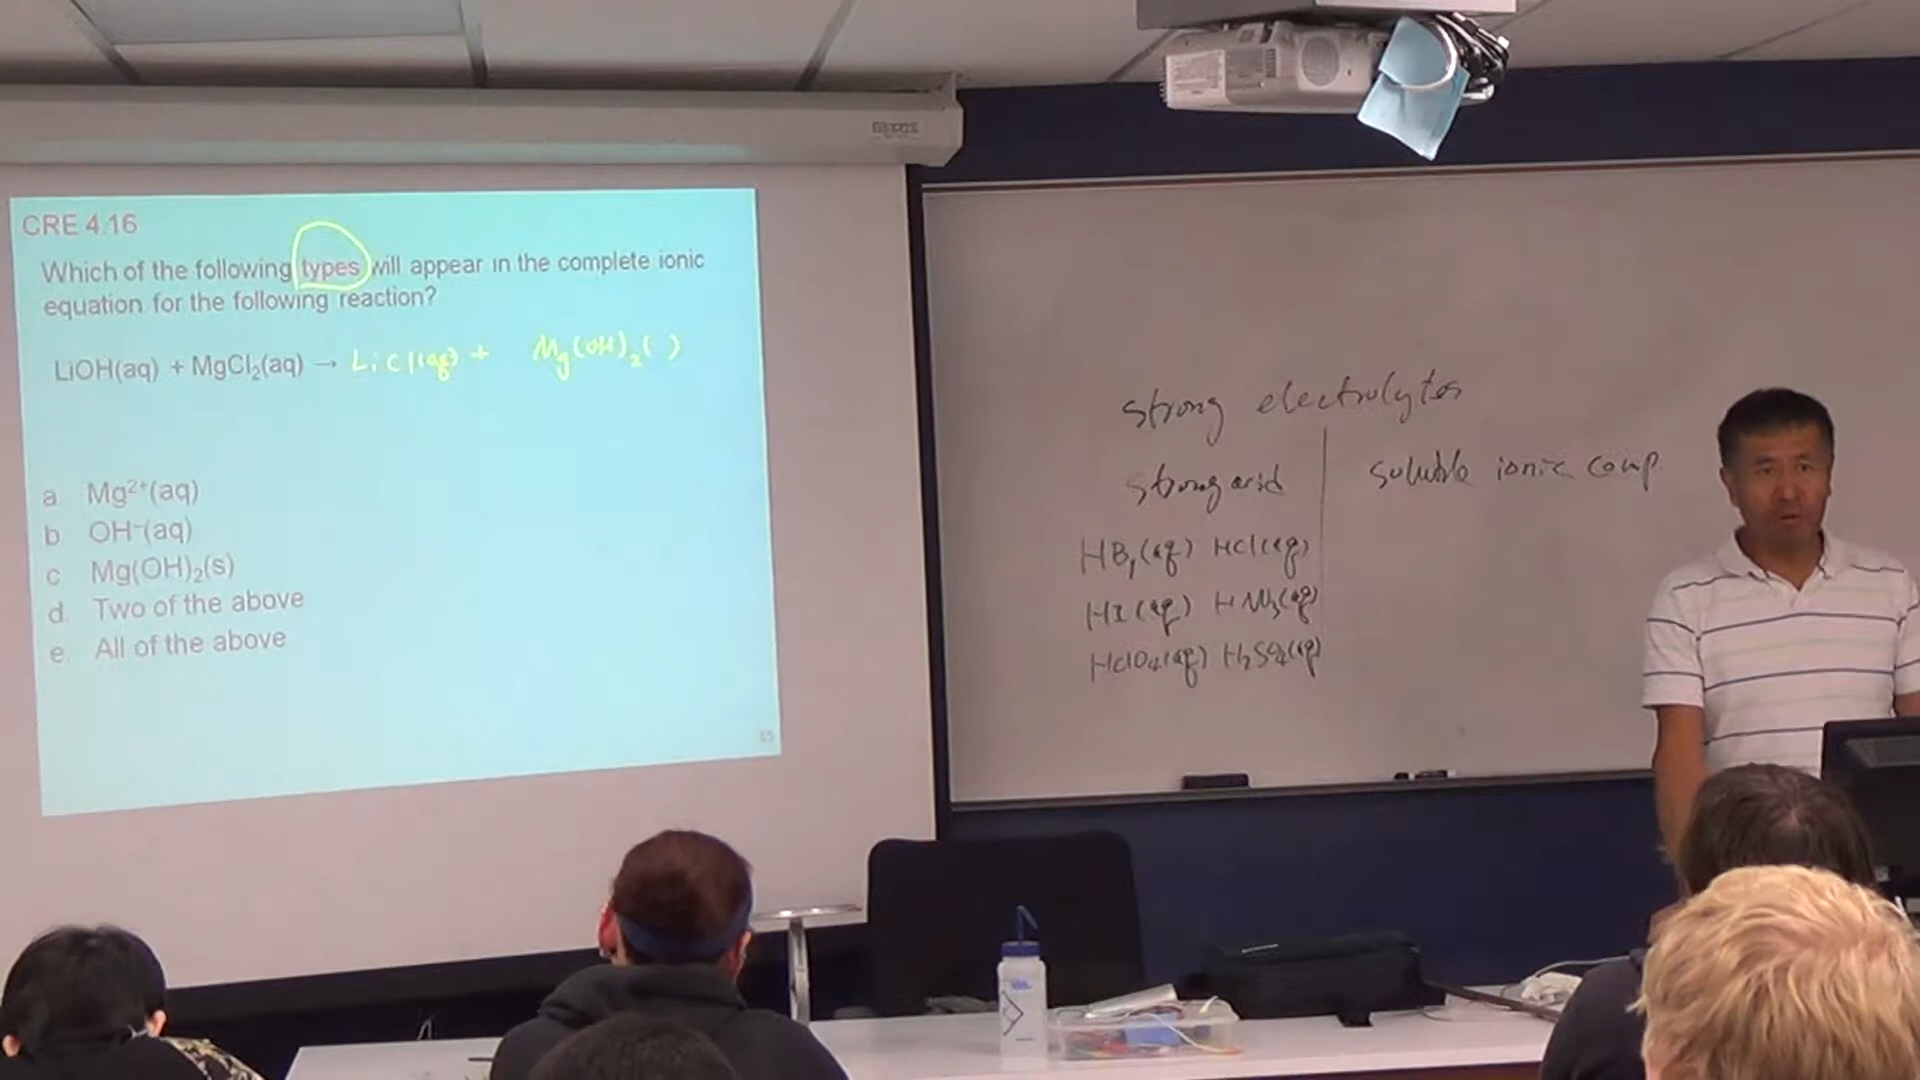 CRE 4.16
Which of the following types will appear in the complete ionic
equation for the following reaction?
LiOH(aq) + MgCl₂(aq) → LiCl(aq) + Mg(OH)₂( )
a. Mg²⁺(aq)
b. OH⁻(aq)
c. Mg(OH)₂(s)
d. Two of the above
e. All of the above
strong electrolytes
strong acid | soluble ionic comp.
HBr(aq) HCl(aq)
HI(aq) HNO₃(aq)
HClO₄(aq) H₂SO₄(aq)